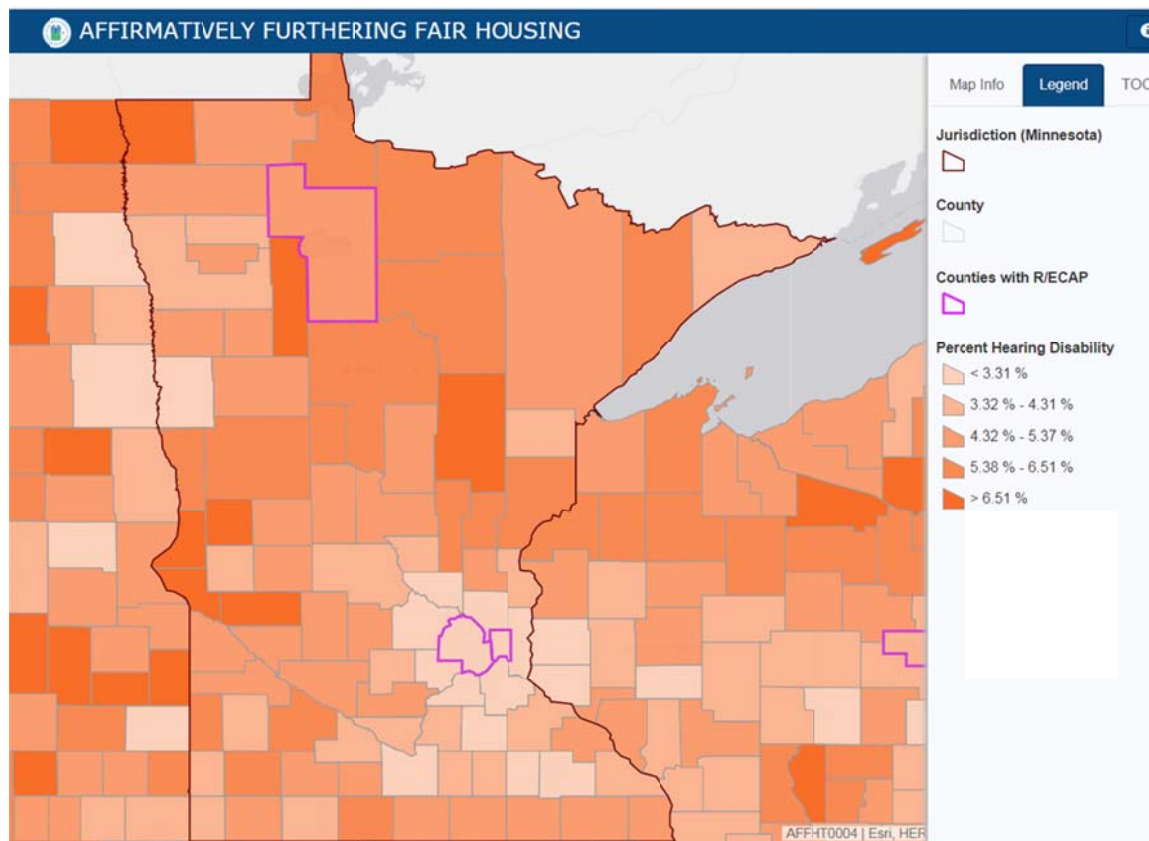 AFFIRMATIVELY FURTHERING FAIR HOUSING
Map Info
Legend
TOC
Jurisdiction (Minnesota)
County
Counties with R/ECAP
Percent Hearing Disability
< 3.31 %
3.32 % - 4.31 %
4.32 % - 5.37 %
5.38 % - 6.51 %
> 6.51 %
AFFHT0004 | Esri, HER